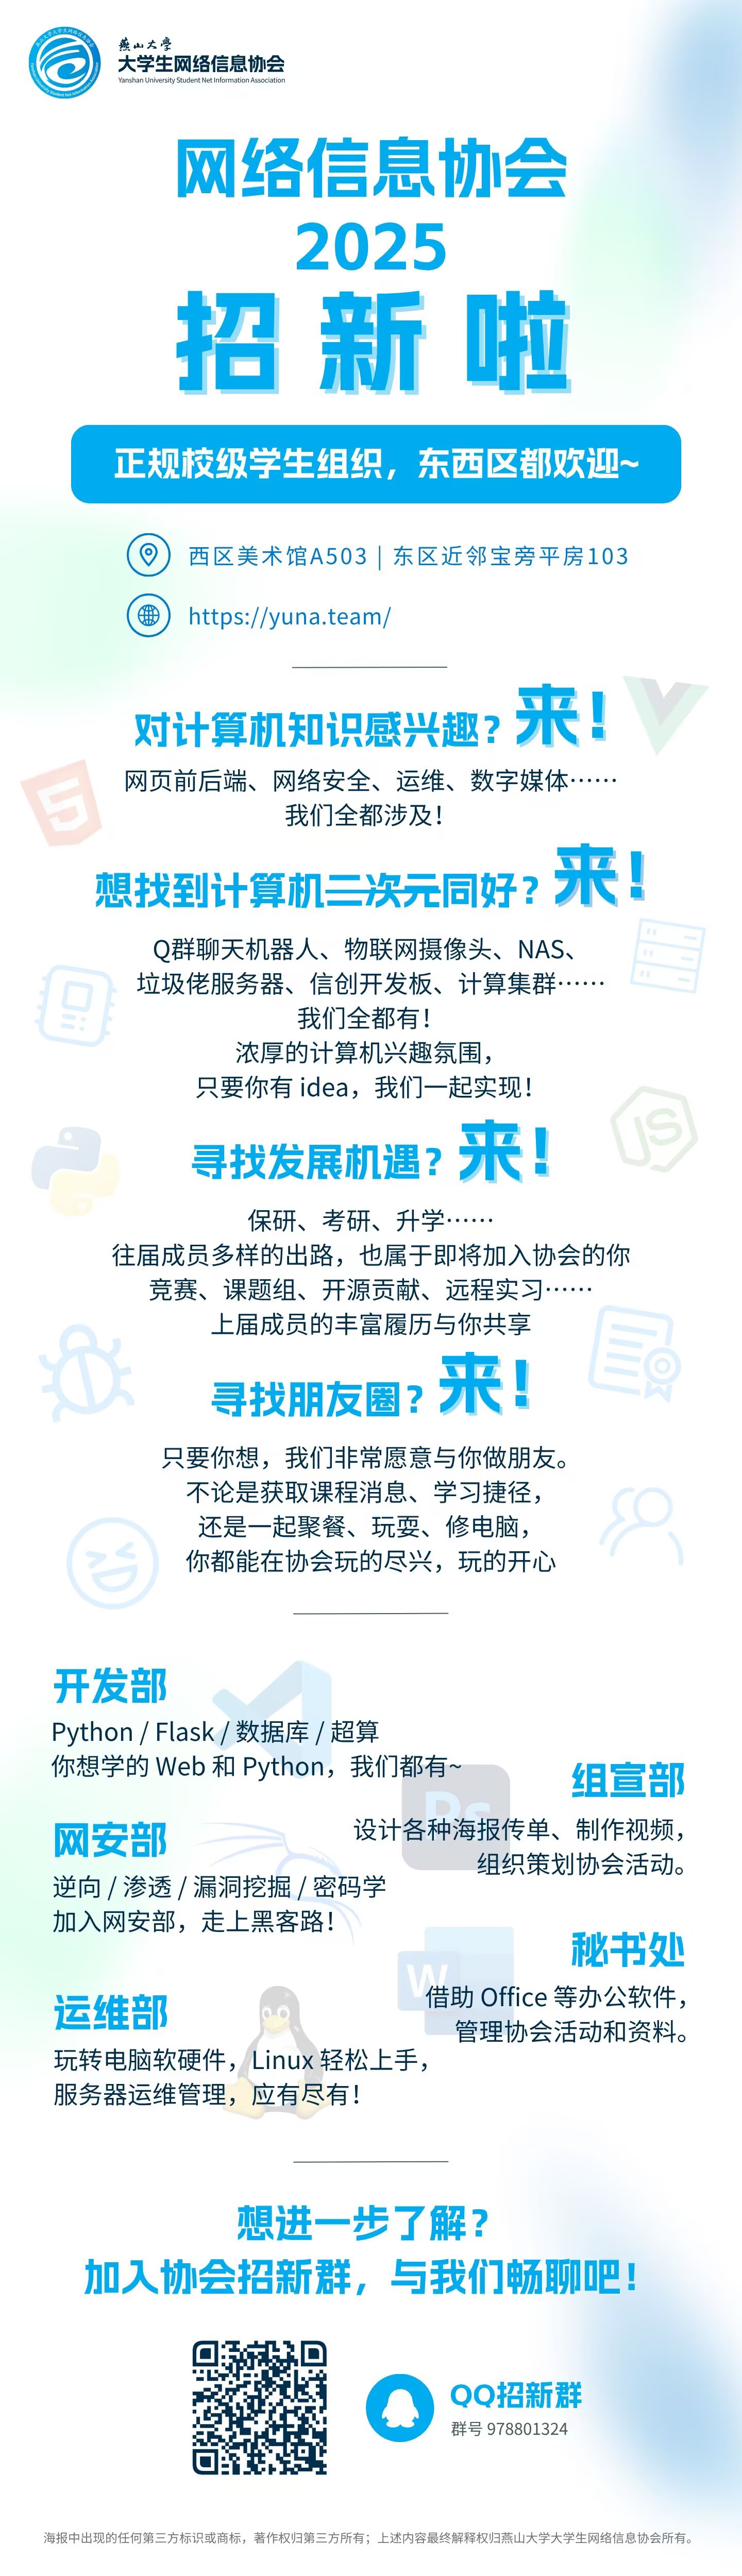 燕山大学
大学生网络信息协会
Yanshan University Student Net Information Association
网络信息协会
2025
招新啦
正规校级学生组织，东西区都欢迎~
西区美术馆A503 | 东区近邻宝旁平房103
https://yuna.team/
对计算机知识感兴趣？来！
网页前后端、网络安全、运维、数字媒体……
我们全都涉及！
想找到计算机二次元同好？来！
Q群聊天机器人、物联网摄像头、NAS、
垃圾佬服务器、信创开发板、计算集群……
我们全都有！
浓厚的计算机兴趣氛围，
只要你有 idea，我们一起实现！
寻找发展机遇？来！
保研、考研、升学……
往届成员多样的出路，也属于即将加入协会的你
竞赛、课题组、开源贡献、远程实习……
上届成员的丰富履历与你共享
寻找朋友圈？来！
只要你想，我们非常愿意与你做朋友。
不论是获取课程消息、学习捷径，
还是一起聚餐、玩耍、修电脑，
你都能在协会玩的尽兴，玩的开心
开发部
Python / Flask / 数据库 / 超算
你想学的 Web 和 Python，我们都有~
组宣部
设计各种海报传单、制作视频，
组织策划协会活动。
网安部
逆向 / 渗透 / 漏洞挖掘 / 密码学
加入网安部，走上黑客路！
秘书处
借助 Office 等办公软件，
管理协会活动和资料。
运维部
玩转电脑软硬件，Linux 轻松上手，
服务器运维管理，应有尽有！
想进一步了解？
加入协会招新群，与我们畅聊吧！
QQ招新群
群号 978801324
海报中出现的任何第三方标识或商标，著作权归第三方所有；上述内容最终解释权归燕山大学大学生网络信息协会所有。